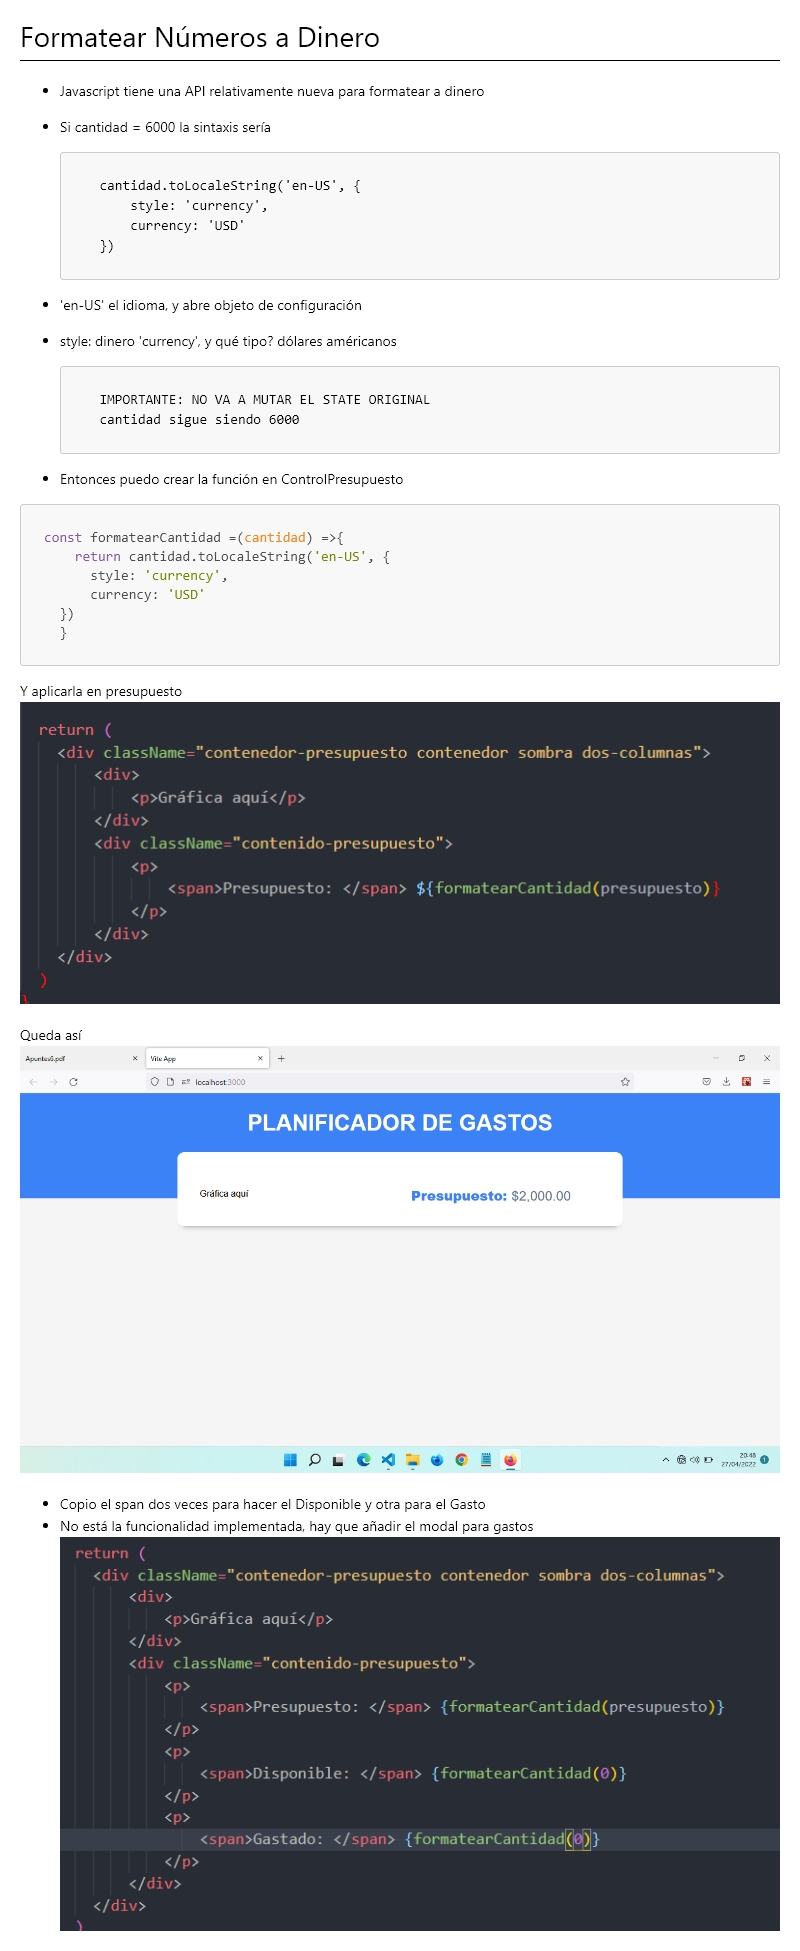 Formatear Números a Dinero
Javascript tiene una API relativamente nueva para formatear a dinero
Si cantidad = 6000 la sintaxis sería
cantidad.toLocaleString('en-US', {
style: 'currency',
currency: 'USD'
})
'en-US' el idioma, y abre objeto de configuración
style: dinero 'currency', y qué tipo? dólares américanos
IMPORTANTE: NO VA A MUTAR EL STATE ORIGINAL
cantidad sigue siendo 6000
Entonces puedo crear la función en ControlPresupuesto
const formatearCantidad =(cantidad) =>{
return cantidad.toLocaleString('en-US', {
style: 'currency',
currency: 'USD'
})
}
Y aplicarla en presupuesto
return (
<div className="contenedor-presupuesto contenedor sombra dos-columnas">
<div>
<p>Gráfica aquí</p>
</div>
<div className="contenido-presupuesto">
<p>
<span>Presupuesto: </span> ${formatearCantidad(presupuesto)}
</p>
</div>
</div>
)
}
Queda así
Apuntes6.pdf
Vite App
localhost:3000
PLANIFICADOR DE GASTOS
Gráfica aquí
Presupuesto: $2,000.00
20:48
27/04/2022
1
Copio el span dos veces para hacer el Disponible y otra para el Gasto
No está la funcionalidad implementada, hay que añadir el modal para gastos
return (
<div className="contenedor-presupuesto contenedor sombra dos-columnas">
<div>
<p>Gráfica aquí</p>
</div>
<div className="contenido-presupuesto">
<p>
<span>Presupuesto: </span> {formatearCantidad(presupuesto)}
</p>
<p>
<span>Disponible: </span> {formatearCantidad(0)}
</p>
<p>
<span>Gastado: </span> {formatearCantidad(0)}
</p>
</div>
</div>
)